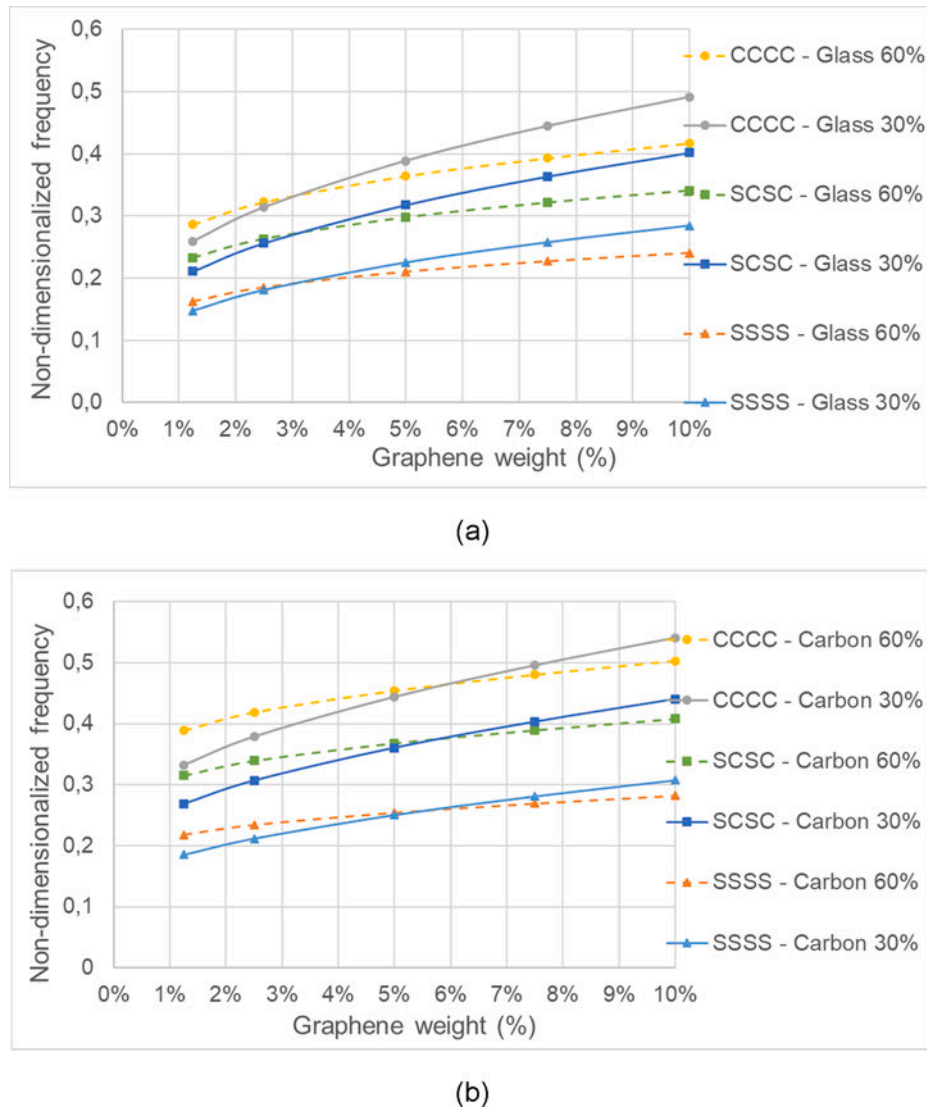 0,6
0,5
0,4
0,3
0,2
0,1
0,0
Non-dimensionalized frequency
0% 1% 2% 3% 4% 5% 6% 7% 8% 9% 10%
Graphene weight (%)
CCCC - Glass 60%
CCCC - Glass 30%
SCSC - Glass 60%
SCSC - Glass 30%
SSSS - Glass 60%
SSSS - Glass 30%
(a)
0,6
0,5
0,4
0,3
0,2
0,1
0
Non-dimensionalized frequency
0% 1% 2% 3% 4% 5% 6% 7% 8% 9% 10%
Graphene weight (%)
CCCC - Carbon 60%
CCCC - Carbon 30%
SCSC - Carbon 60%
SCSC - Carbon 30%
SSSS - Carbon 60%
SSSS - Carbon 30%
(b)